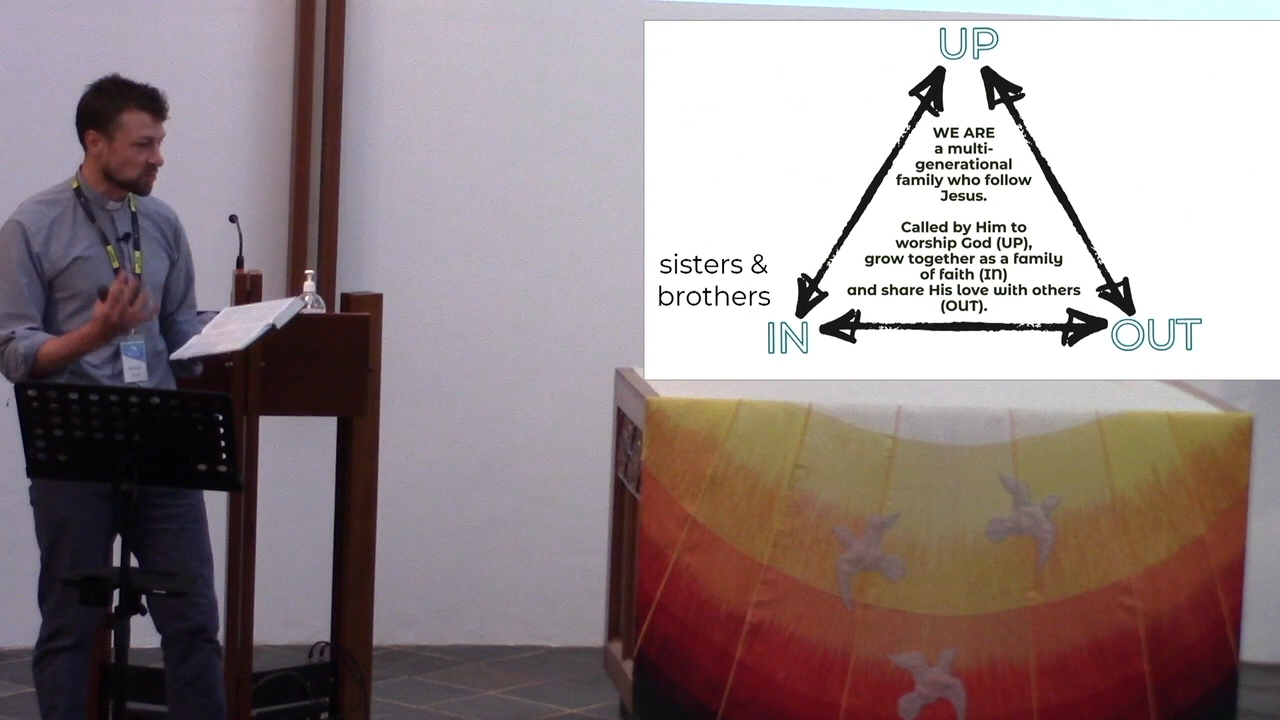 UP
WE ARE
a multi-
generational
family who follow
Jesus.
Called by Him to
worship God (UP),
grow together as a family
of faith (IN)
and share His love with others
(OUT).
sisters &
brothers
IN
OUT